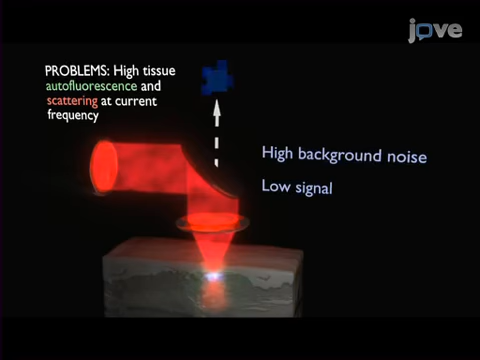 jove
PROBLEMS: High tissue
autofluorescence and
scattering at current
frequency
High background noise
Low signal